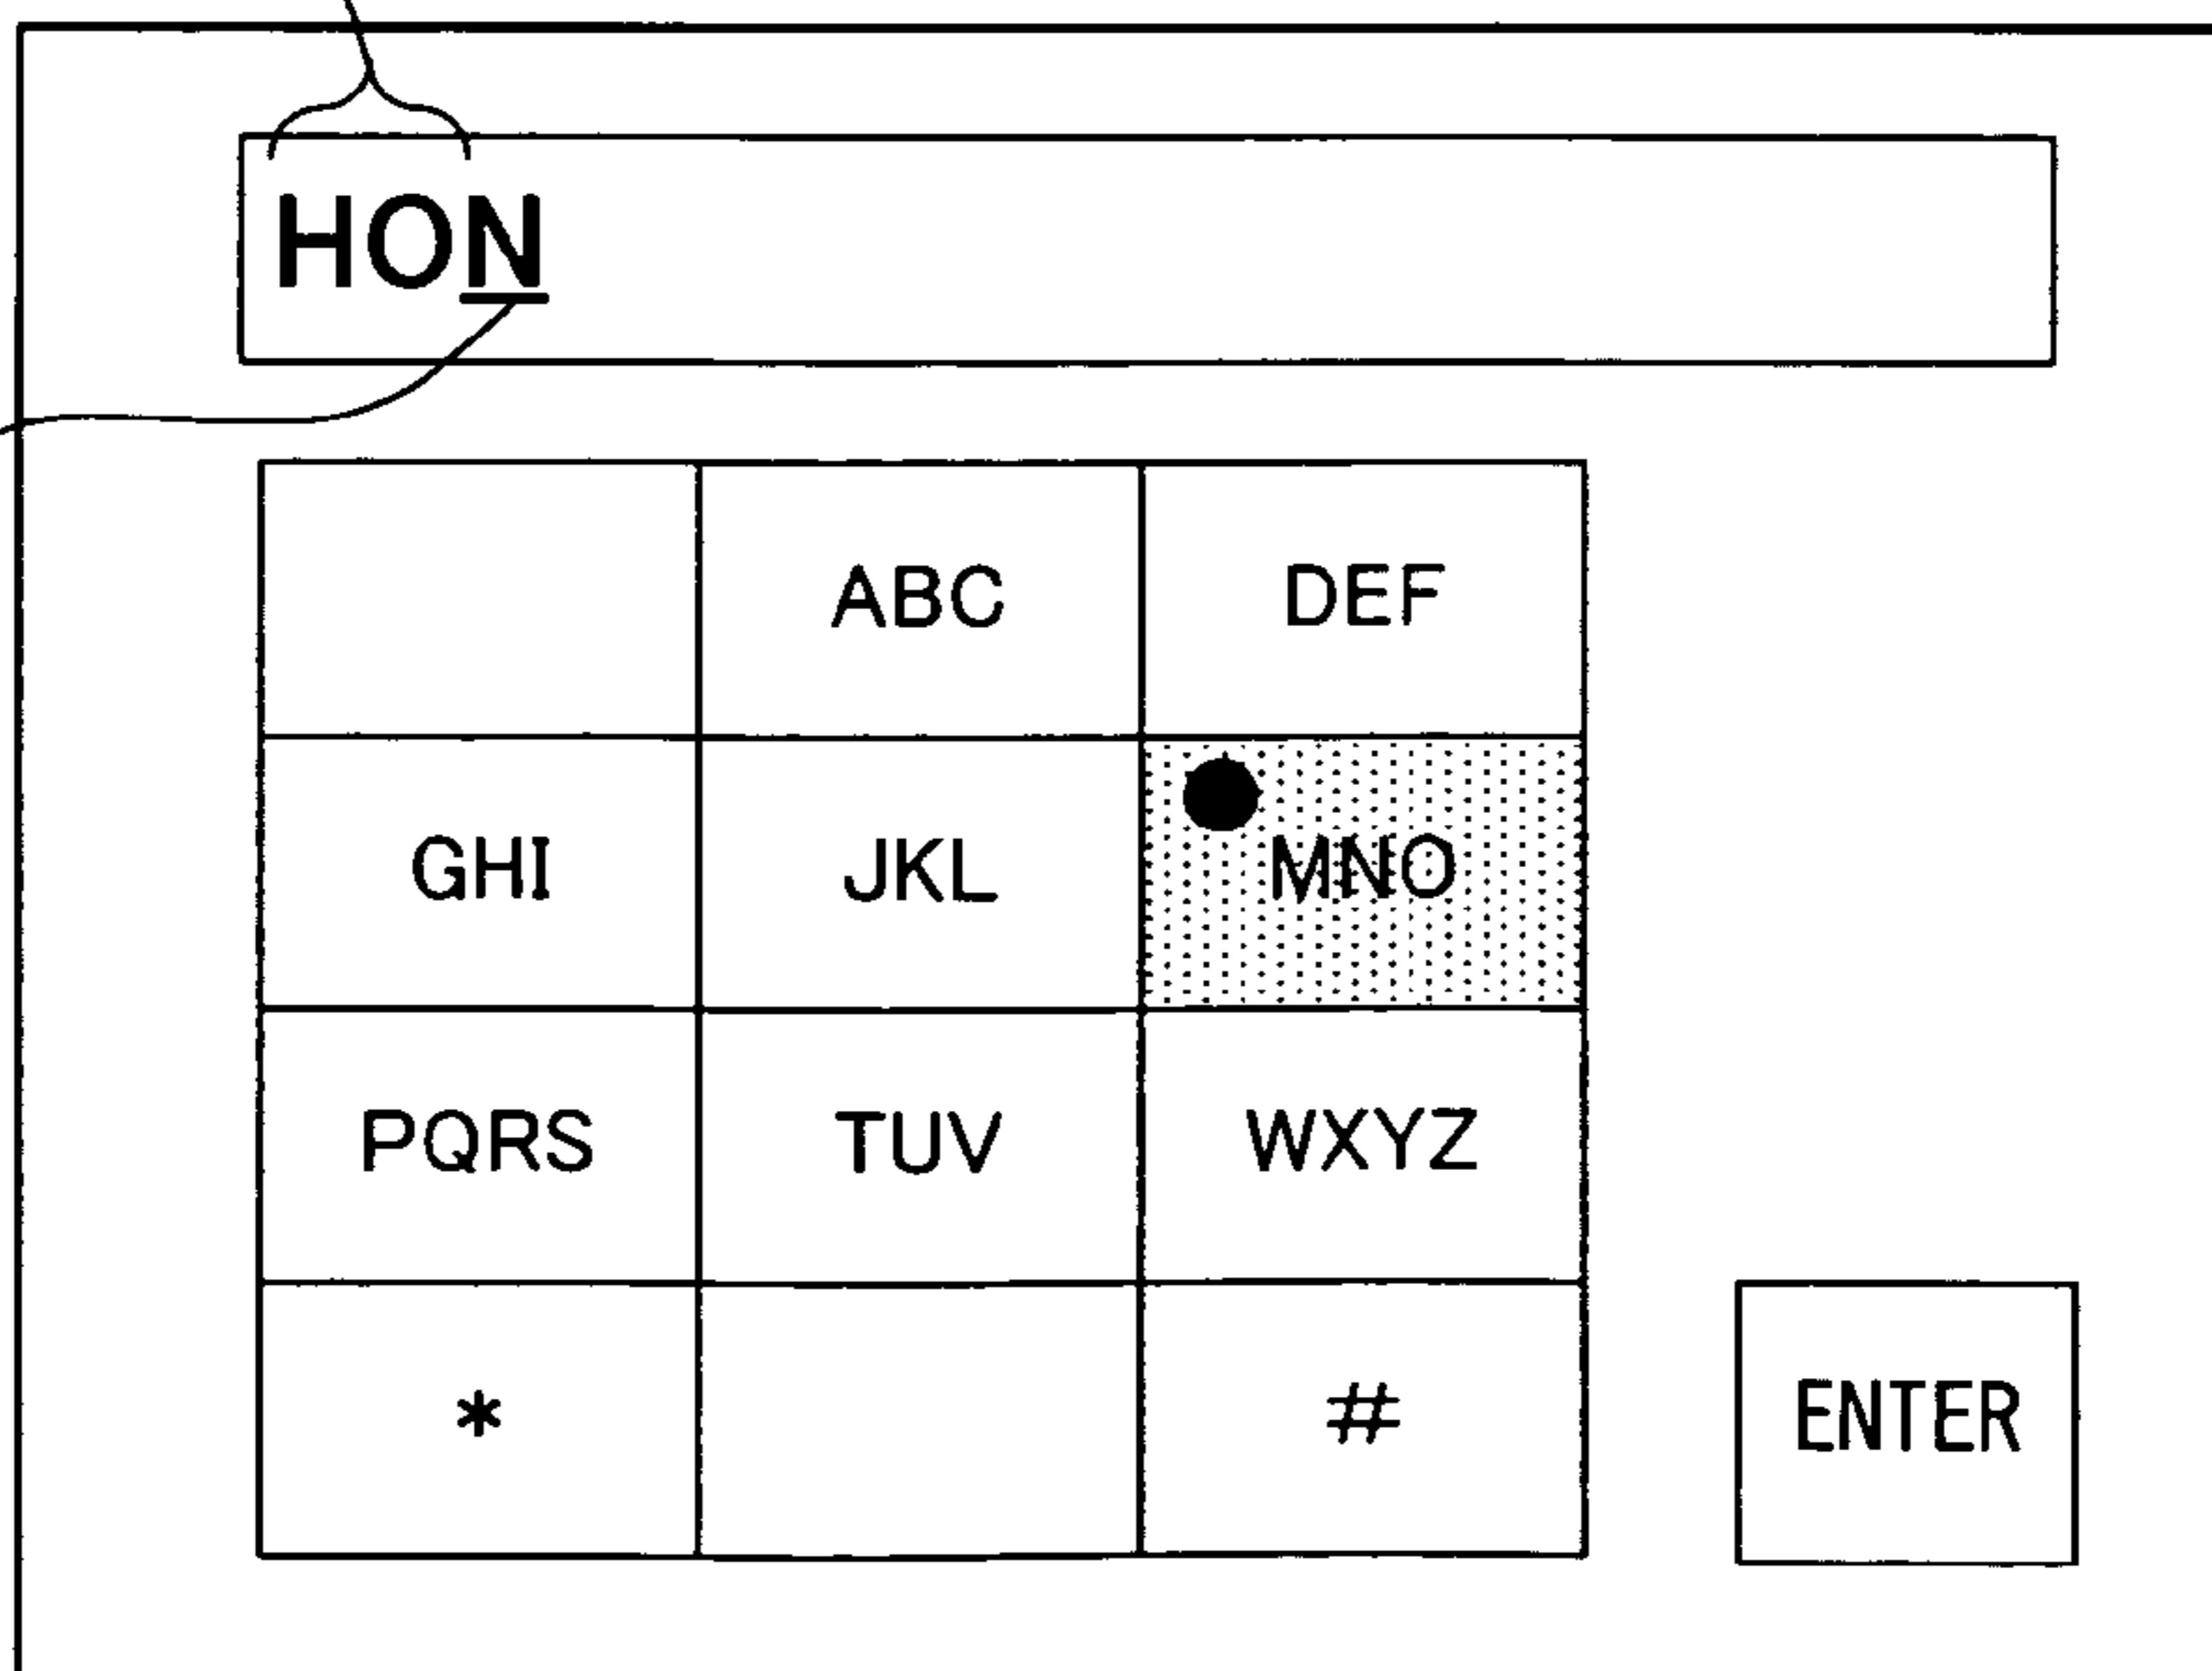 HON
ABC DEF
GHI JKL MNO
PQRS TUV WXYZ
* # ENTER